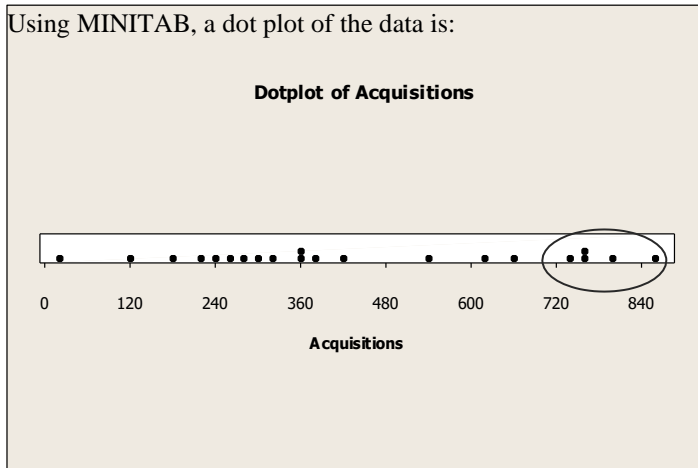 Using MINITAB, a dot plot of the data is:
Dotplot of Acquisitions
0 120 240 360 480 600 720 840
Acquisitions